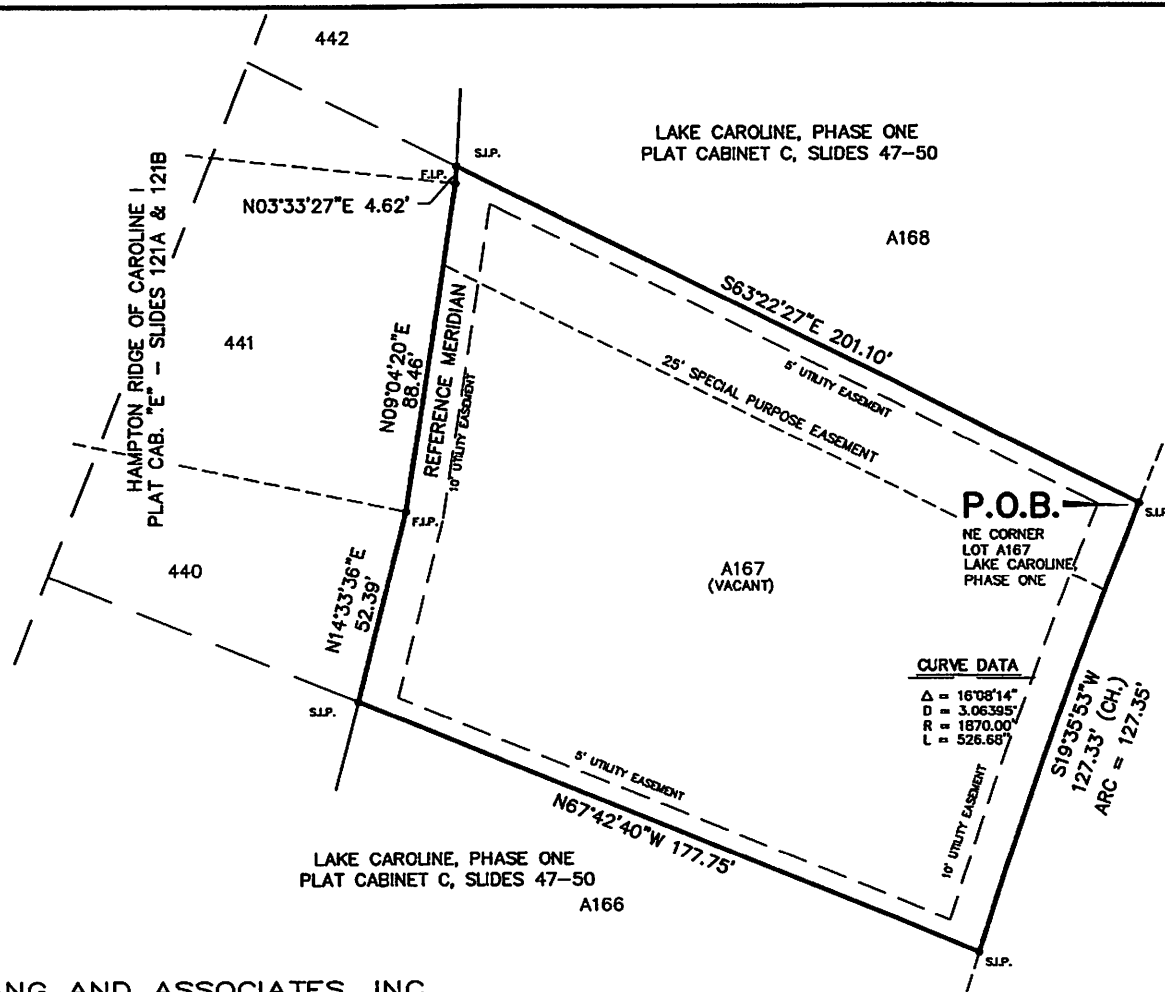 442
LAKE CAROLINE, PHASE ONE
PLAT CABINET C, SLIDES 47-50
S.I.P.
F.I.P.
N03°33'27"E 4.62'
A168
HAMPTON RIDGE OF CAROLINE I
PLAT CAB. "E" - SLIDES 121A & 121B
S63°22'27"E 201.10'
5' UTILITY EASEMENT
25' SPECIAL PURPOSE EASEMENT
441
N09°04'20"E
88.46'
REFERENCE MERIDIAN
10' UTILITY EASEMENT
P.O.B.
S.I.P.
NE CORNER
LOT A167
LAKE CAROLINE,
PHASE ONE
F.I.P.
440
A167
(VACANT)
N14°33'36"E
52.39'
CURVE DATA
Δ = 16°08'14"
D = 3.06395°
R = 1870.00'
L = 526.68'
S19°35'53"W
127.33' (CH.)
ARC = 127.35'
S.I.P.
5' UTILITY EASEMENT
10' UTILITY EASEMENT
N67°42'40"W 177.75'
LAKE CAROLINE, PHASE ONE
PLAT CABINET C, SLIDES 47-50
A166
S.I.P.
AND ASSOCIATES, INC